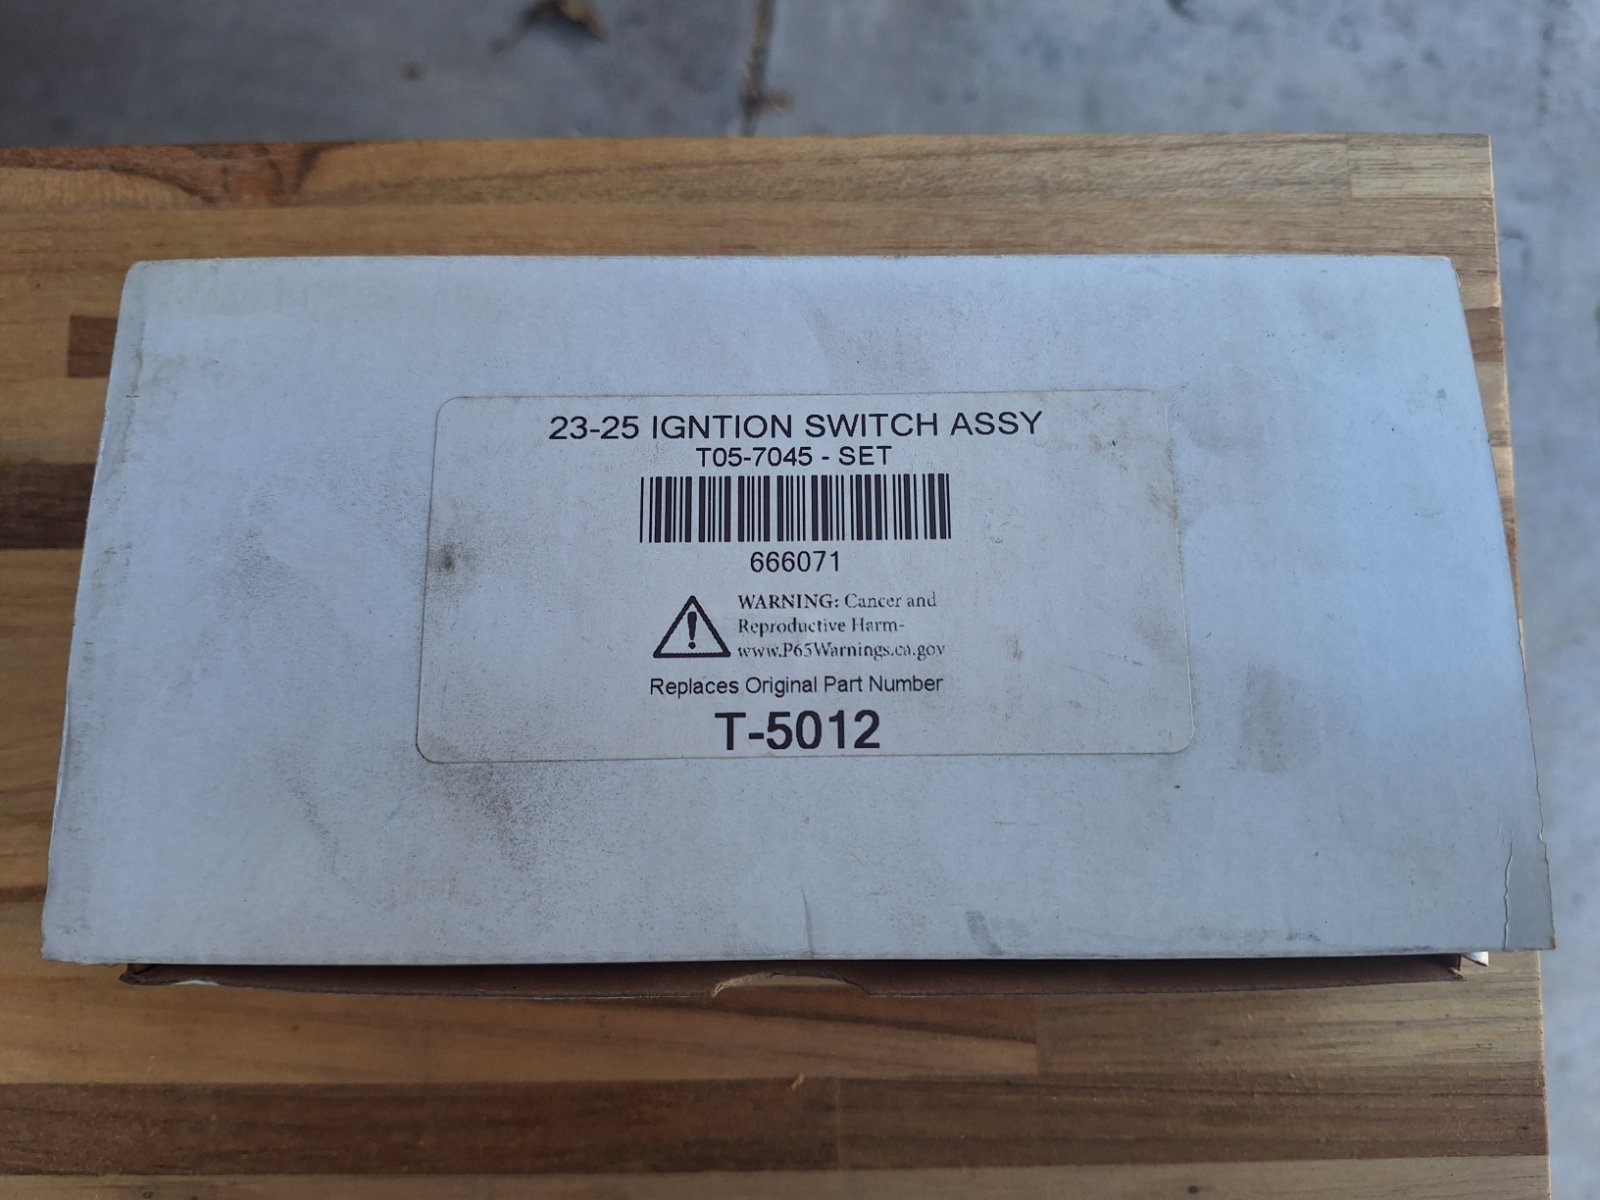 23-25 IGNTION SWITCH ASSY
T05-7045 - SET
666071
WARNING: Cancer and
Reproductive Harm-
www.P65Warnings.ca.gov
Replaces Original Part Number
T-5012